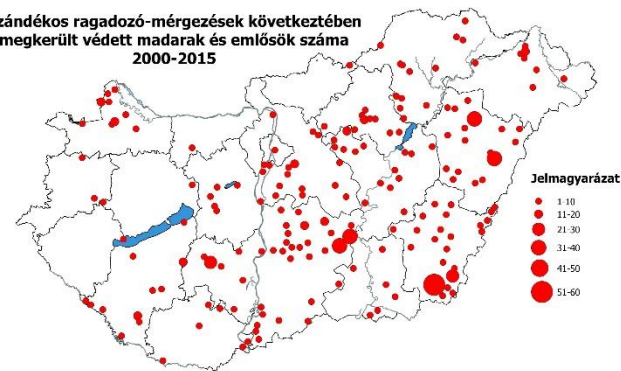 zándékos ragadozó-mérgezések következtében
megkerült védett madarak és emlősök száma
2000-2015
Jelmagyarázat
1-10
11-20
21-30
31-40
41-50
51-60